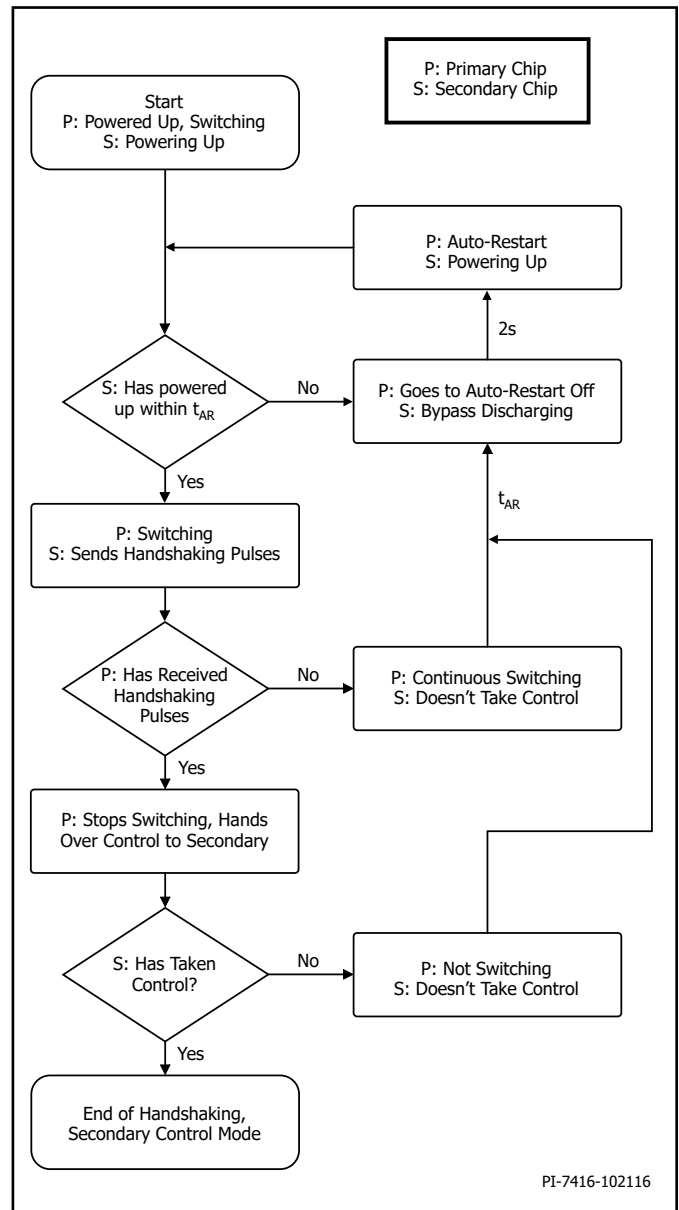 P: Primary Chip
S: Secondary Chip
Start
P: Powered Up, Switching
S: Powering Up
P: Auto-Restart
S: Powering Up
2s
S: Has powered
up within tAR
No
P: Goes to Auto-Restart Off
S: Bypass Discharging
Yes
tAR
P: Switching
S: Sends Handshaking Pulses
P: Has Received
Handshaking
Pulses
No
P: Continuous Switching
S: Doesn't Take Control
Yes
P: Stops Switching, Hands
Over Control to Secondary
S: Has Taken
Control?
No
P: Not Switching
S: Doesn't Take Control
Yes
End of Handshaking,
Secondary Control Mode
PI-7416-102116